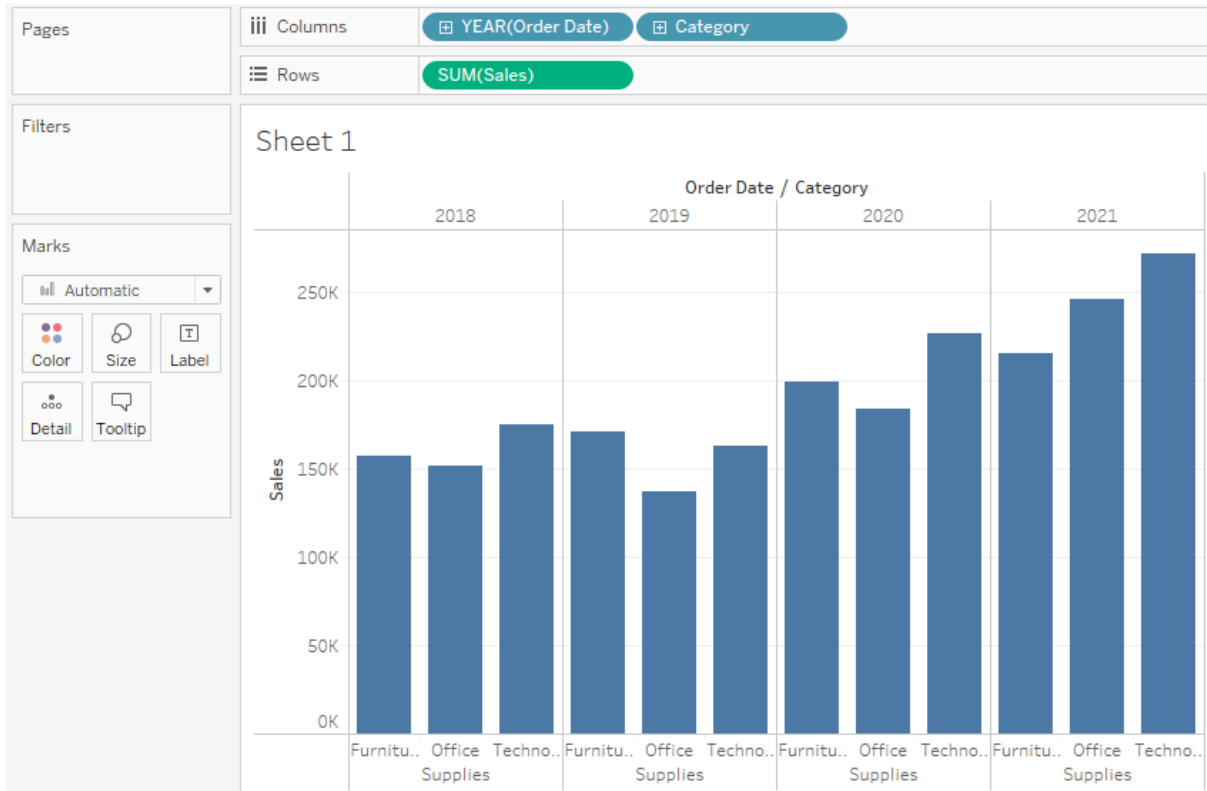 Pages
iii Columns
YEAR(Order Date)
Category
Rows
SUM(Sales)
Filters
Sheet 1
Marks
Automatic
Color
Size
T
Label
Detail
Tooltip
Order Date / Category
2018
2019
2020
2021
Sales
250K
200K
150K
100K
50K
0K
Furnitu..
Office
Supplies
Techno..
Furnitu..
Office
Supplies
Techno..
Furnitu..
Office
Supplies
Techno..
Furnitu..
Office
Supplies
Techno..